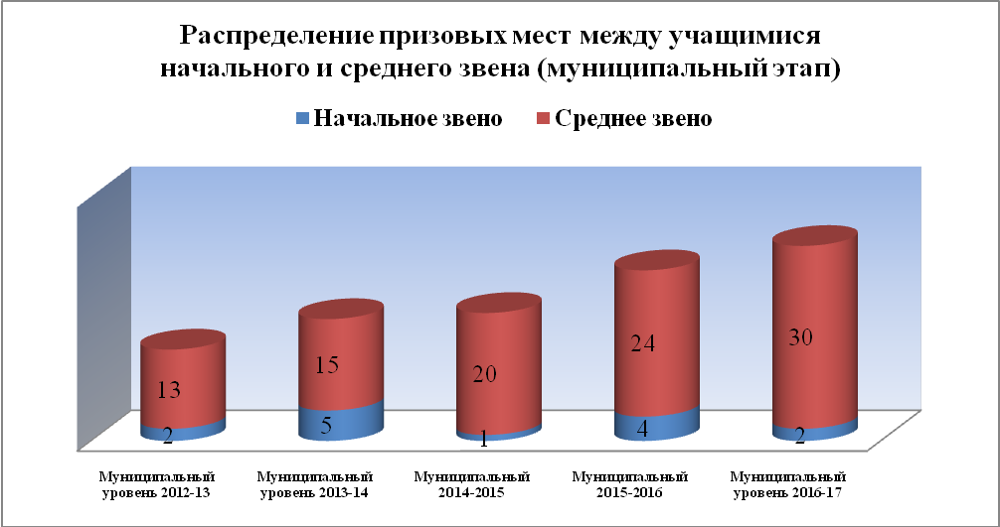 Распределение призовых мест между учащимися
начального и среднего звена (муниципальный этап)
Начальное звено Среднее звено
13
2
15
5
20
1
24
4
30
2
Муниципальный
уровень 2012-13
Муниципальный
уровень 2013-14
Муниципальный
2014-2015
Муниципальный
2015-2016
Муниципальный
уровень 2016-17